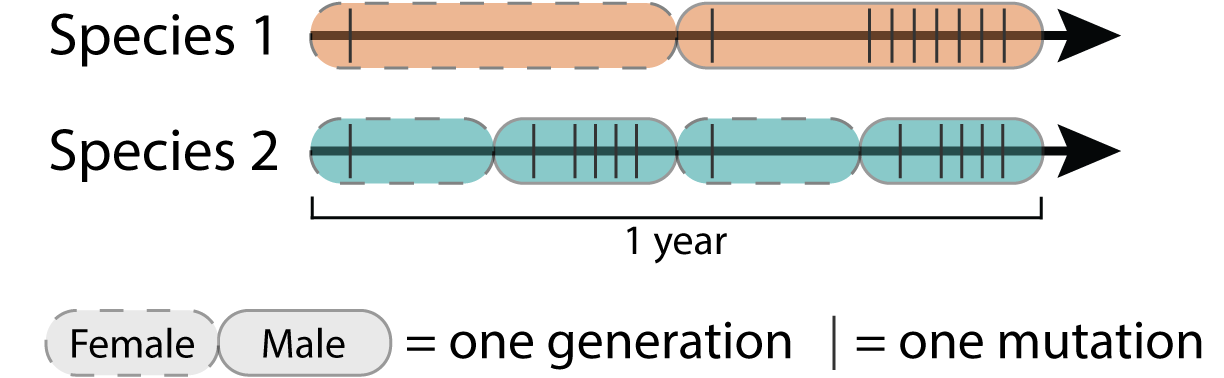 Species 1
Species 2
1 year
Female Male = one generation | = one mutation